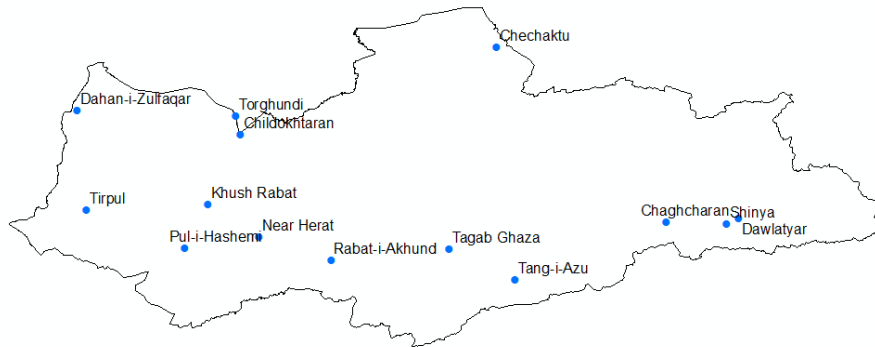 Chechaktu
Dahan-i-Zulfaqar
Torghundi
Childokhtaran
Tirpul
Khush Rabat
Chaghcharan
Shinya
Dawlatyar
Pul-i-Hashemi
Near Herat
Rabat-i-Akhund
Tagab Ghaza
Tang-i-Azu